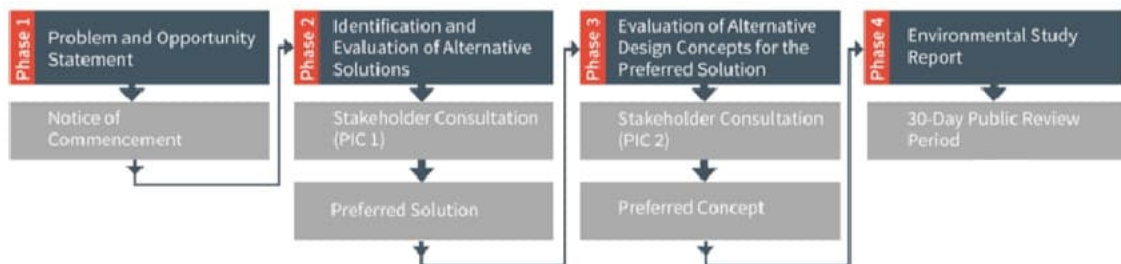 Phase 1
Problem and Opportunity
Statement
Notice of
Commencement
Phase 2
Identification and
Evaluation of Alternative
Solutions
Stakeholder Consultation
(PIC 1)
Preferred Solution
Phase 3
Evaluation of Alternative
Design Concepts for the
Preferred Solution
Stakeholder Consultation
(PIC 2)
Preferred Concept
Phase 4
Environmental Study
Report
30-Day Public Review
Period